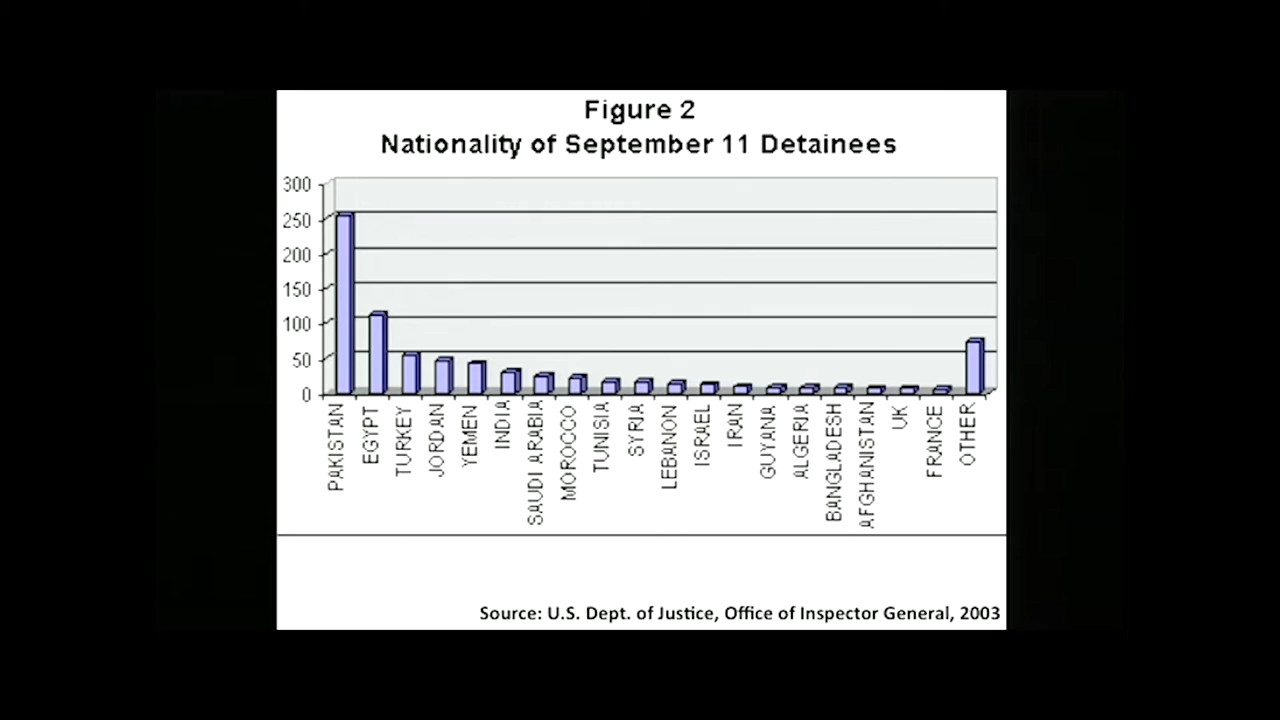 Figure 2
Nationality of September 11 Detainees
300
250
200
150
100
50
0
PAKISTAN
EGYPT
TURKEY
JORDAN
YEMEN
INDIA
SAUDI ARABIA
MOROCCO
TUNISIA
SYRIA
LEBANON
ISRAEL
IRAN
GUYANA
ALGERIA
BANGLADESH
AFGHANISTAN
UK
FRANCE
OTHER
Source: U.S. Dept. of Justice, Office of Inspector General, 2003